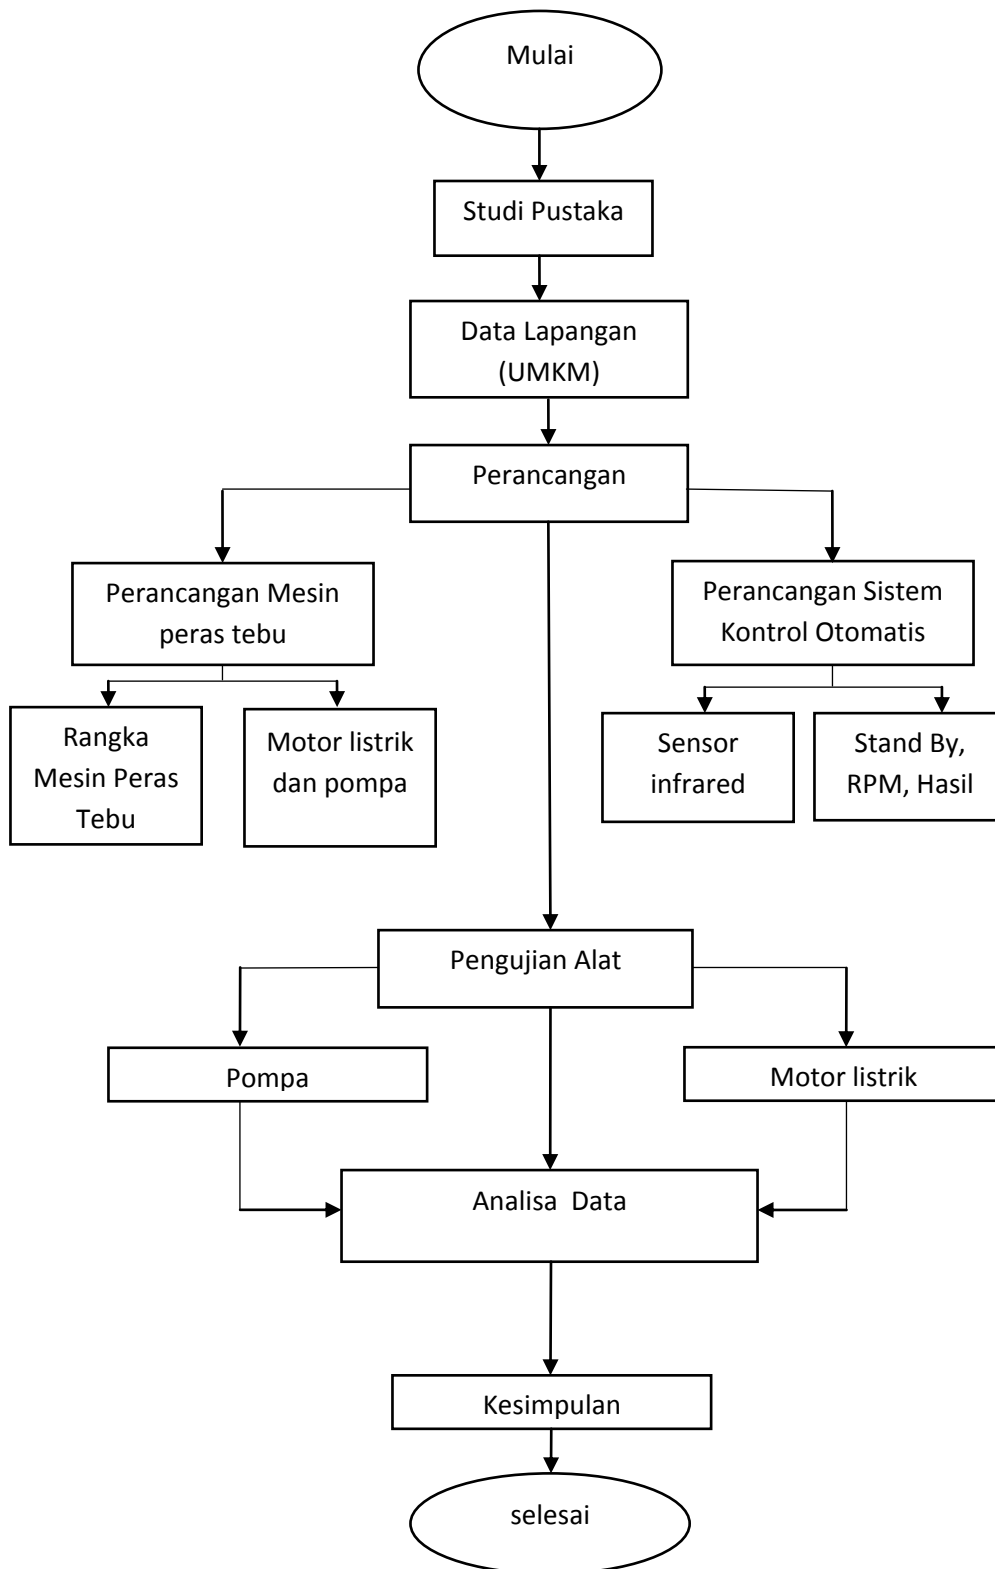 Mulai
Studi Pustaka
Data Lapangan
(UMKM)
Perancangan
Perancangan Mesin
peras tebu
Perancangan Sistem
Kontrol Otomatis
Rangka
Mesin Peras
Tebu
Motor listrik
dan pompa
Sensor
infrared
Stand By,
RPM, Hasil
Pengujian Alat
Pompa
Motor listrik
Analisa  Data
Kesimpulan
selesai